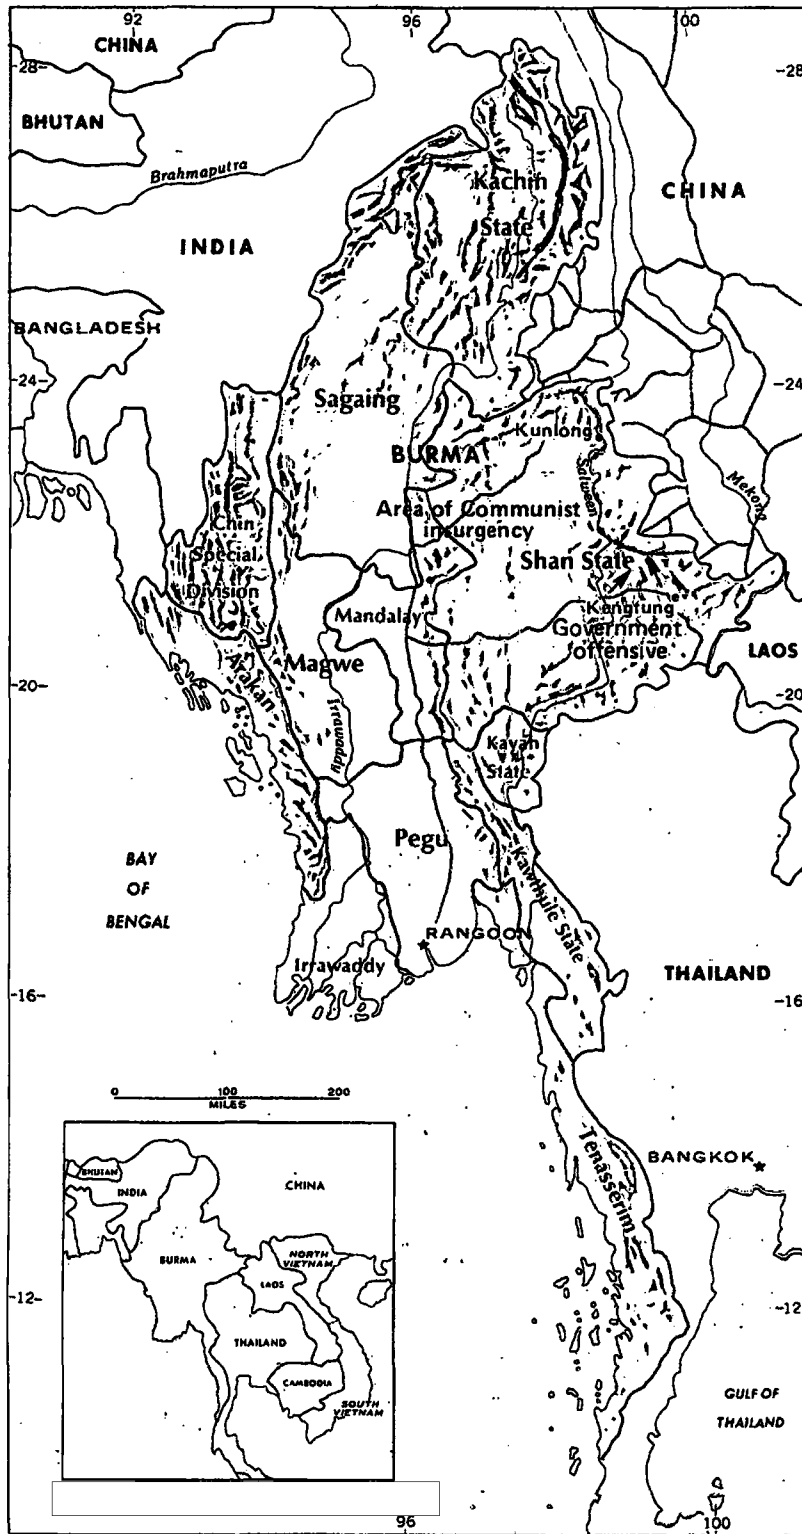 92
96
100
CHINA
-28-
-28
BHUTAN
Brahmaputra
Kachin
State
CHINA
INDIA
BANGLADESH
-24-
-24
Sagaing
BURMA
Kunlong
Salween
Mekong
Area of Communist
insurgency
Chin
Special
Division
Shan State
Mandalay
Kengtung
Government
offensive
Magwe
LAOS
Arakan
-20
-20
Irrawaddy
Kayah
State
Pegu
BAY
OF
BENGAL
Kawthule State
RANGOON
Irrawaddy
THAILAND
-16
-16
0 100 200
MILES
Tenasserim
BANGKOK
BHUTAN
INDIA
CHINA
BURMA
NORTH
VIETNAM
LAOS
-12-
-12
THAILAND
CAMBODIA
SOUTH
VIETNAM
GULF OF
THAILAND
96
100